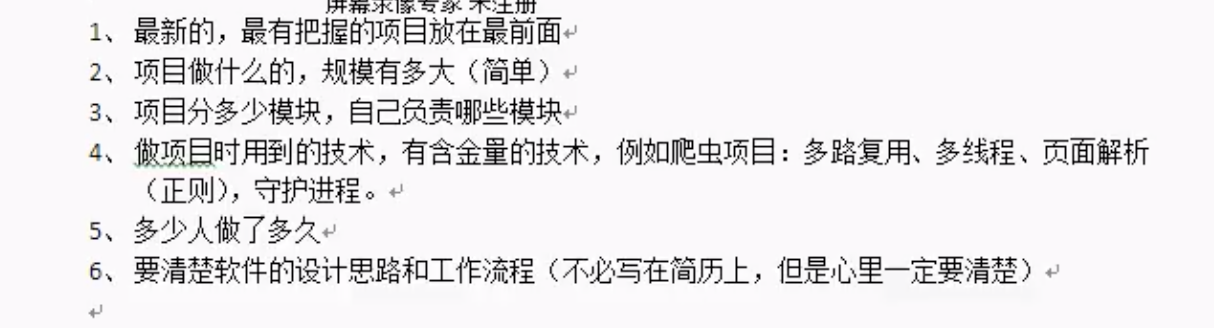 屏幕录像专家 未注册
1、 最新的，最有把握的项目放在最前面
2、 项目做什么的，规模有多大（简单）
3、 项目分多少模块，自己负责哪些模块
4、 做项目时用到的技术，有含金量的技术，例如爬虫项目：多路复用、多线程、页面解析
（正则），守护进程。
5、 多少人做了多久
6、 要清楚软件的设计思路和工作流程（不必写在简历上，但是心里一定要清楚）